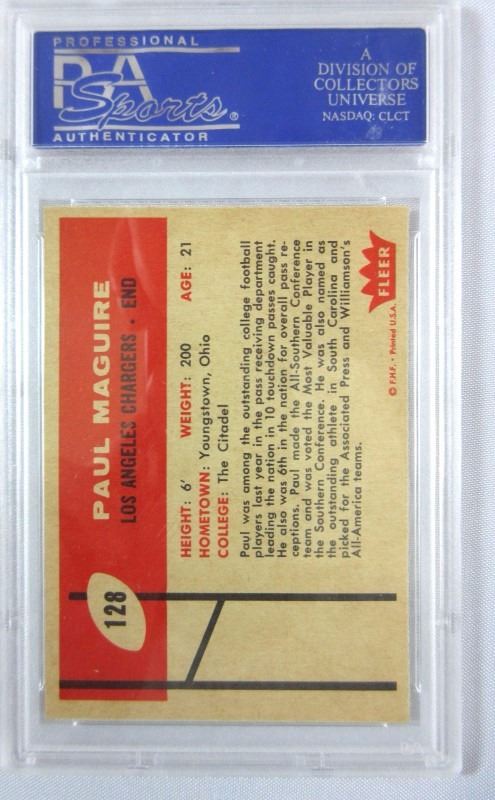 PROFESSIONAL
PSA
Sports®
AUTHENTICATOR
A
DIVISION OF
COLLECTORS
UNIVERSE
NASDAQ: CLCT
128
PAUL MAGUIRE
LOS ANGELES CHARGERS • END
HEIGHT: 6' WEIGHT: 200 AGE: 21
HOMETOWN: Youngstown, Ohio
COLLEGE: The Citadel
Paul was among the outstanding college football
players last year in the pass receiving department
leading the nation in 10 touchdown passes caught.
He also was 6th in the nation for overall pass re-
ceptions. Paul made the All-Southern Conference
team and was voted the Most Valuable Player in
the Southern Conference. He was also named as
the outstanding athlete in South Carolina and
picked for the Associated Press and Williamson's
All-America teams.
FLEER
© F.H.F. • Printed U.S.A.